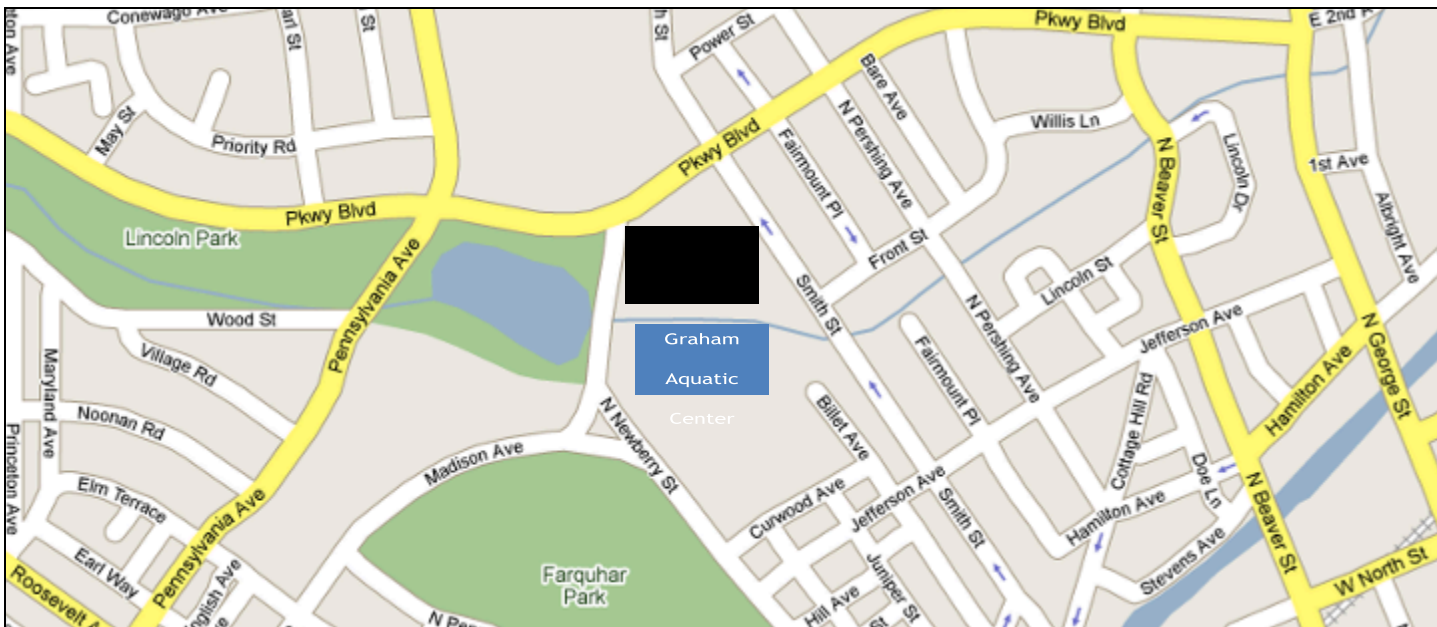 Conewago Ave
Pkwy Blvd
E 2nd
Power St
Bare Ave
May St
Priority Rd
Pkwy Blvd
N Pershing Ave
Willis Ln
Fairmount Pl
N Beaver St
Lincoln Dr
1st Ave
Albright Ave
Pkwy Blvd
Lincoln Park
Pennsylvania Ave
Front St
Lincoln St
Smith St
N Pershing Ave
Wood St
Jefferson Ave
N George St
Graham
Aquatic
Center
Village Rd
Maryland Ave
Fairmount Pl
Hamilton Ave
Billet Ave
Noonan Rd
N Newberry St
Cottage Hill Rd
Princeton Ave
Madison Ave
Doe Ln
Elm Terrace
Curwood Ave
Jefferson Ave
Smith St
Hamilton Ave
N Beaver St
Pennsylvania Ave
Earl Way
Stevens Ave
W North St
Roosevelt A
Farquhar
Park
Juniper St
Hill Ave
St